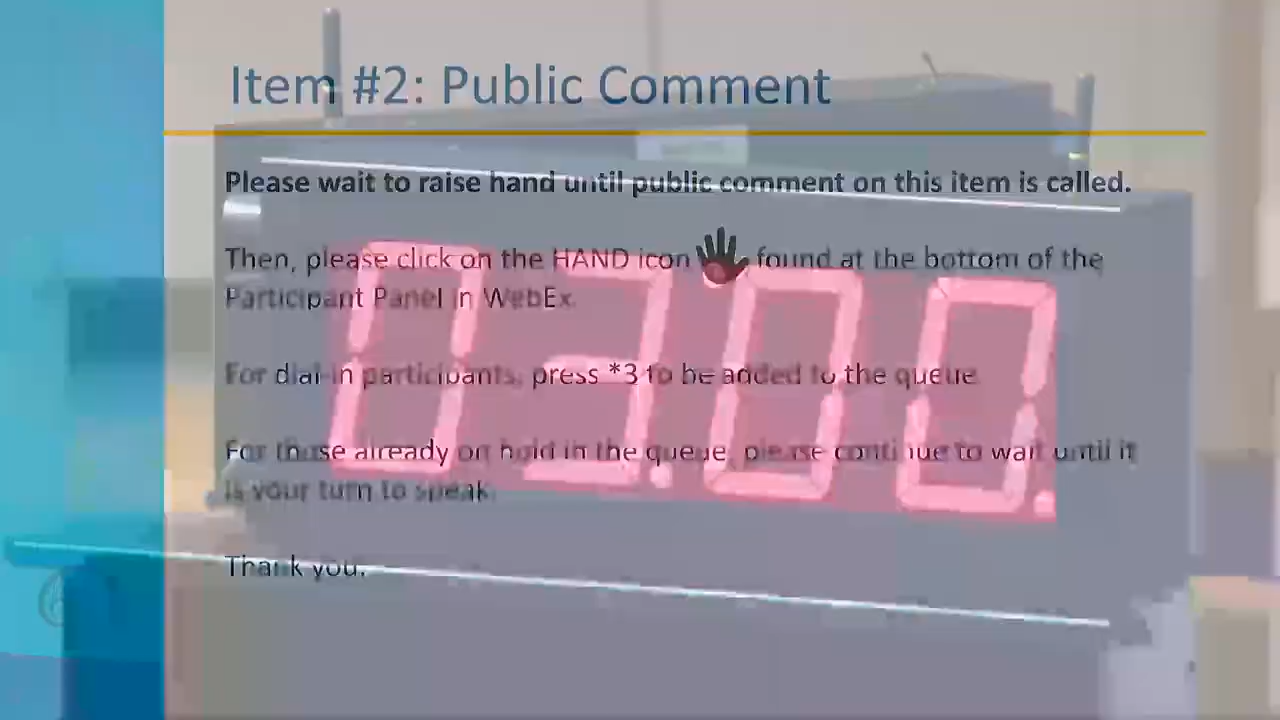 Item #2: Public Comment
Please wait to raise hand until public comment on this item is called.
Then, please click on the HAND icon found at the bottom of the
Participant Panel in WebEx.
For dial-in participants, press *3 to be added to the queue.
For those already on hold in the queue, please continue to wait until it
is your turn to speak.
Thank you.
03:00